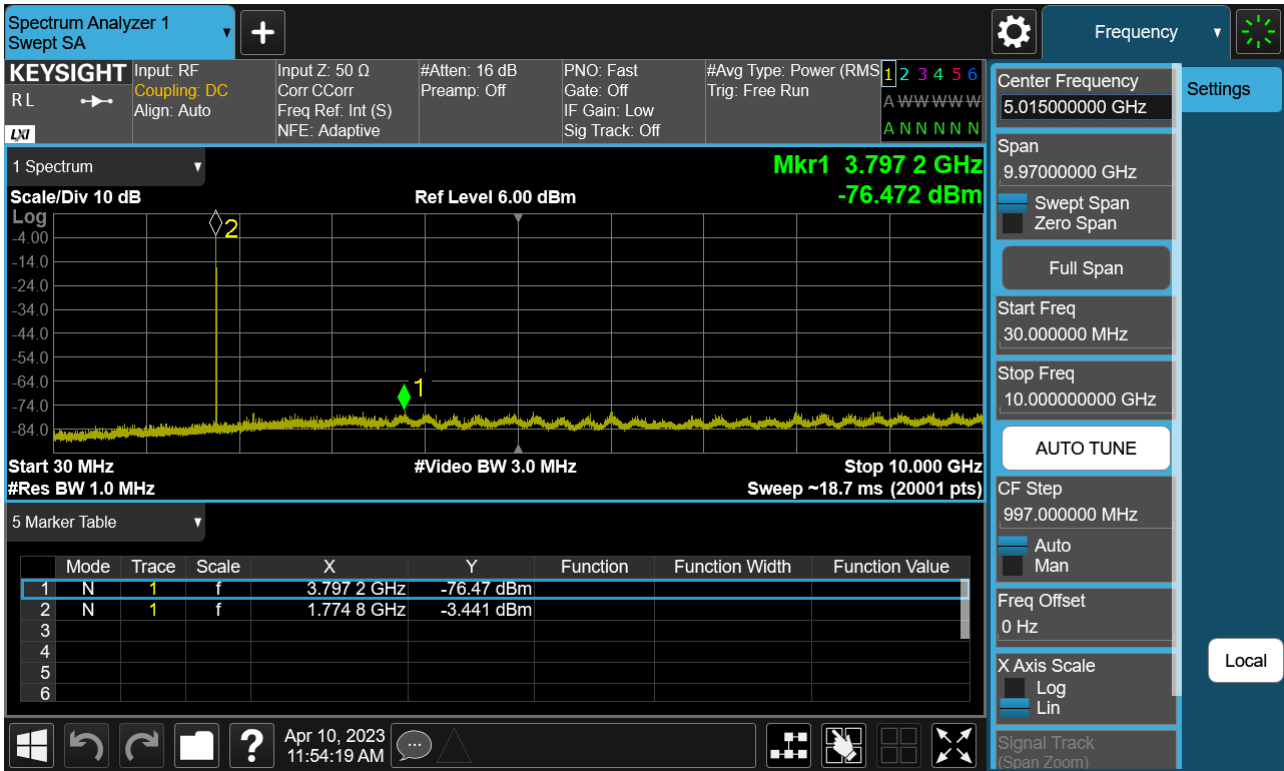 Spectrum Analyzer 1
Swept SA
Frequency
KEYSIGHT
R L
LXI
Input: RF
Coupling: DC
Align: Auto
Input Z: 50 Ω
Corr CCorr
Freq Ref: Int (S)
NFE: Adaptive
#Atten: 16 dB
Preamp: Off
PNO: Fast
Gate: Off
IF Gain: Low
Sig Track: Off
#Avg Type: Power (RMS
Trig: Free Run
1 2 3 4 5 6
A W W W W W
A N N N N N
1 Spectrum
Mkr1 3.797 2 GHz
-76.472 dBm
Scale/Div 10 dB
Ref Level 6.00 dBm
Log
-4.00
-14.0
-24.0
-34.0
-44.0
-54.0
-64.0
-74.0
-84.0
2
1
Start 30 MHz
#Video BW 3.0 MHz
Stop 10.000 GHz
#Res BW 1.0 MHz
Sweep ~18.7 ms (20001 pts)
5 Marker Table
Mode Trace Scale X Y Function Function Width Function Value
1 N 1 f 3.797 2 GHz -76.47 dBm
2 N 1 f 1.774 8 GHz -3.441 dBm
3
4
5
6
Apr 10, 2023
11:54:19 AM
Center Frequency
5.015000000 GHz
Span
9.97000000 GHz
Swept Span
Zero Span
Full Span
Start Freq
30.000000 MHz
Stop Freq
10.000000000 GHz
AUTO TUNE
CF Step
997.000000 MHz
Auto
Man
Freq Offset
0 Hz
X Axis Scale
Log
Lin
Signal Track
(Span Zoom)
Settings
Local